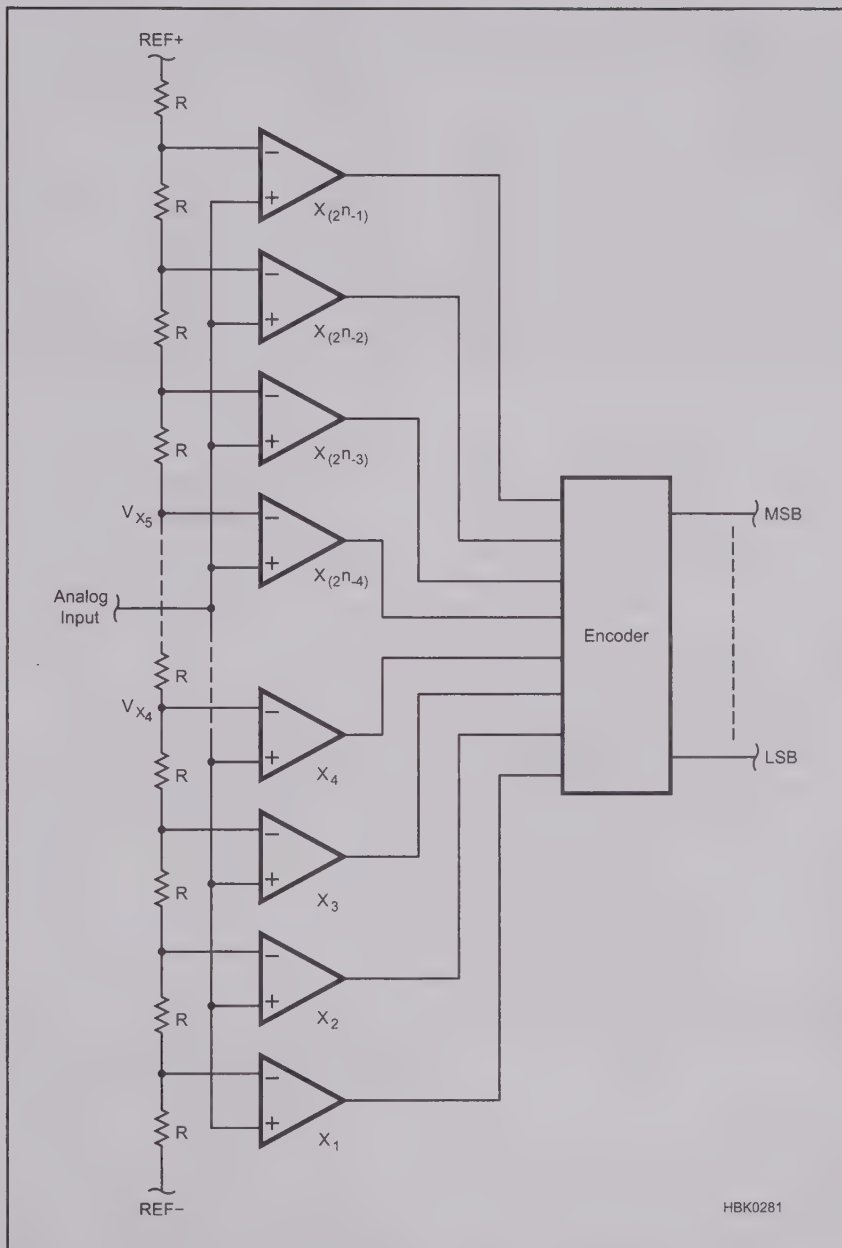 REF+
R
R
X(2n-1)
R
X(2n-2)
R
X(2n-3)
VX5
X(2n-4)
MSB
Analog
Input
Encoder
R
VX4
LSB
R
X4
R
X3
R
X2
R
X1
REF–
HBK0281